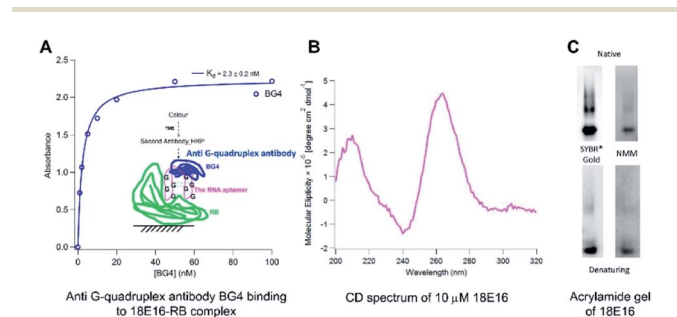 A
B
C
2.5
2.0
1.5
1.0
0.5
0.0
Absorbance
0
20
40
60
80
100
[BG4] (nM)
Kd = 2.3 ± 0.2 nM
BG4
Colour
TMB
Second Antibody_HRP
Anti G-quadruplex antibody
BG4
G G
G G
G G
The RNA aptamer
RB
Anti G-quadruplex antibody BG4 binding
to 18E16-RB complex
5
4
3
2
1
0
-1
-2
Molecular Elipticity × 10⁻⁵ [degree cm² dmol⁻¹]
200
220
240
260
280
300
320
Wavelength (nm)
CD spectrum of 10 µM 18E16
Native
SYBR®
Gold
NMM
Denaturing
Acrylamide gel
of 18E16